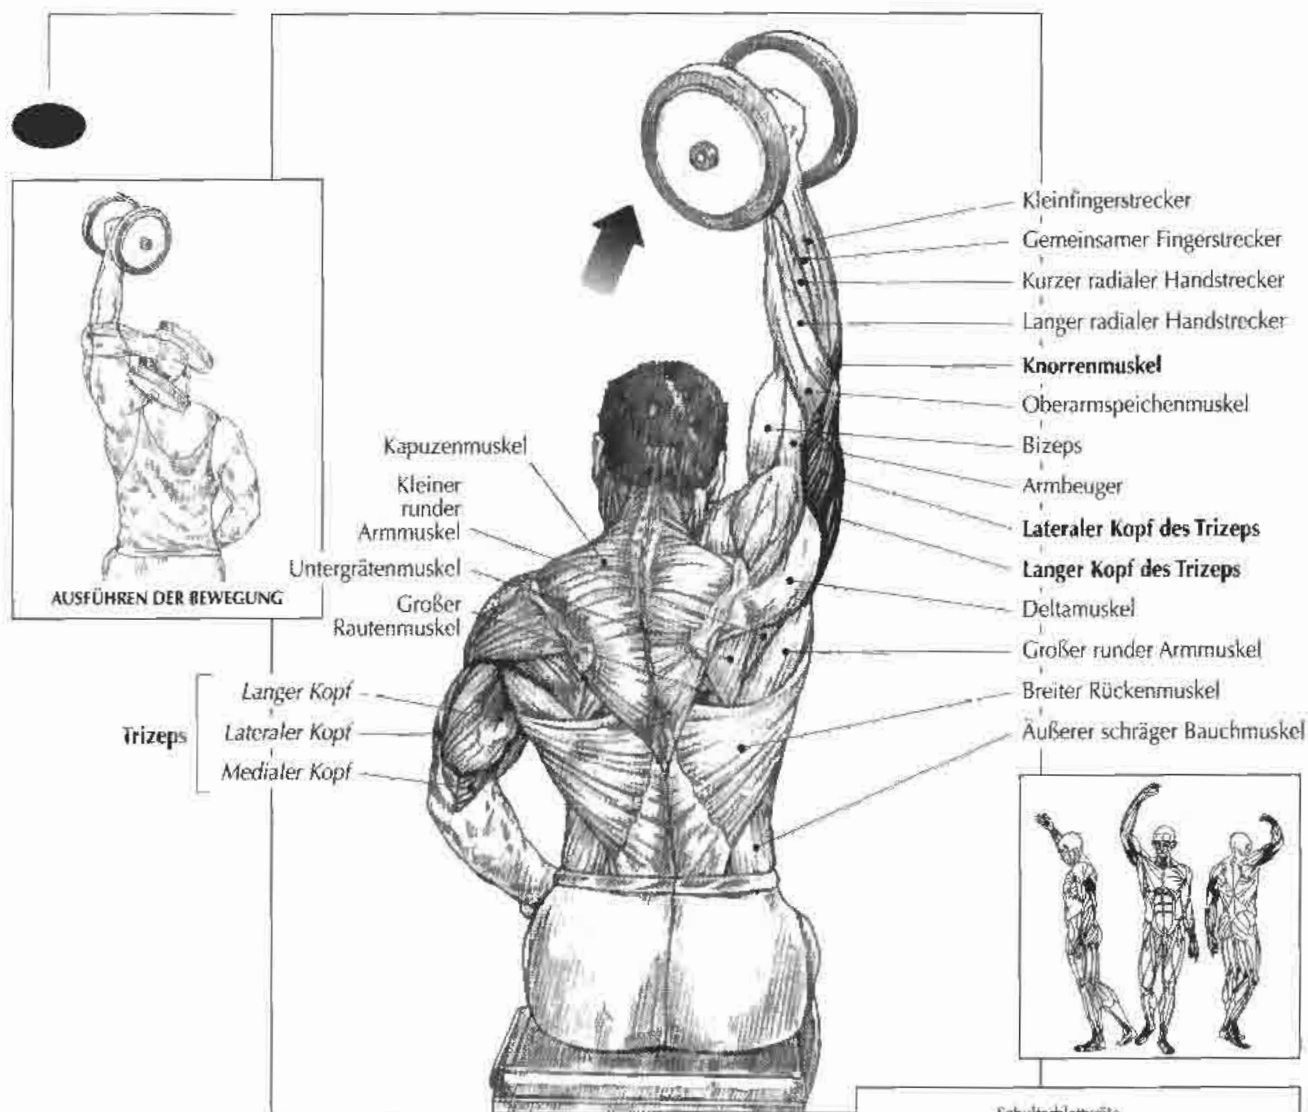 AUSFÜHREN DER BEWEGUNG
Kapuzenmuskel
Kleiner
runder
Armmuskel
Untergrätenmuskel
Großer
Rautenmuskel
Trizeps
Langer Kopf
Lateraler Kopf
Medialer Kopf
Kleinfingerstrecker
Gemeinsamer Fingerstrecker
Kurzer radialer Handstrecker
Langer radialer Handstrecker
Knorrenmuskel
Oberarmspeichenmuskel
Bizeps
Armbeuger
Lateraler Kopf des Trizeps
Langer Kopf des Trizeps
Deltamuskel
Großer runder Armmuskel
Breiter Rückenmuskel
Äußerer schräger Bauchmuskel